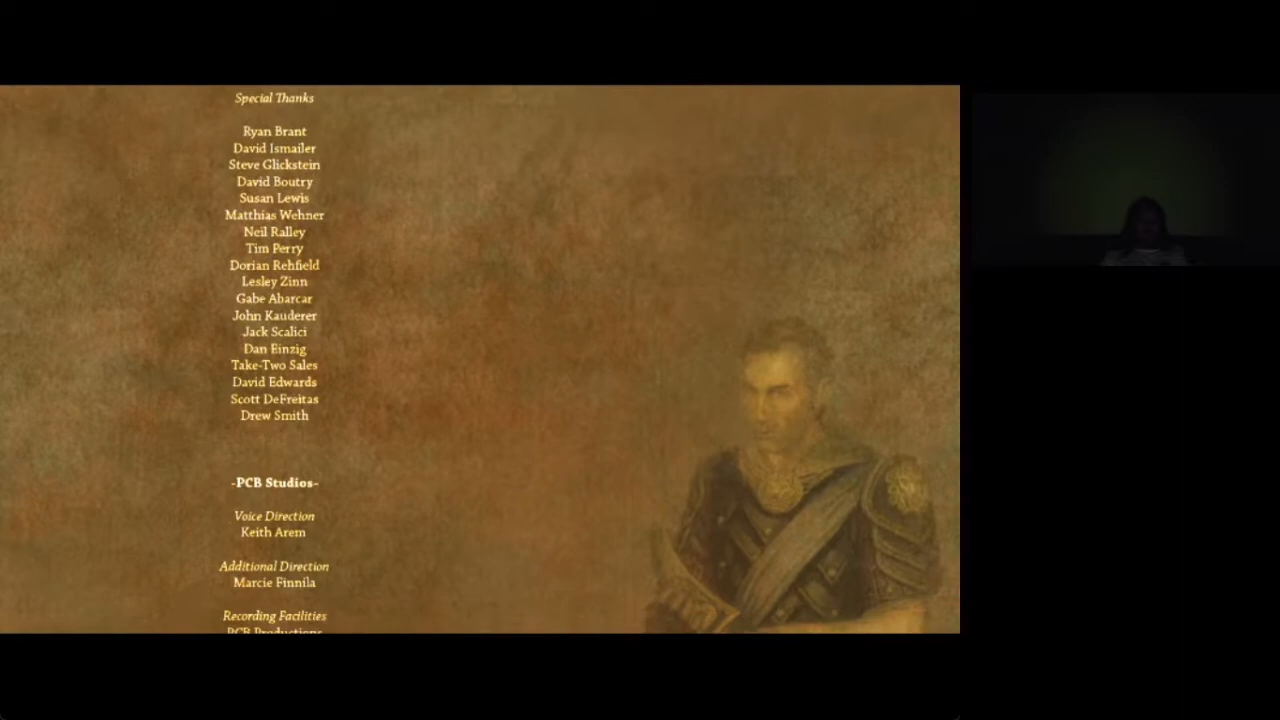 Special Thanks
Ryan Brant
David Ismailer
Steve Glickstein
David Boutry
Susan Lewis
Matthias Wehner
Neil Ralley
Tim Perry
Dorian Rehfield
Lesley Zinn
Gabe Abarcar
John Kauderer
Jack Scalici
Dan Einzig
Take-Two Sales
David Edwards
Scott DeFreitas
Drew Smith
-PCB Studios-
Voice Direction
Keith Arem
Additional Direction
Marcie Finnila
Recording Facilities
PCB Productions